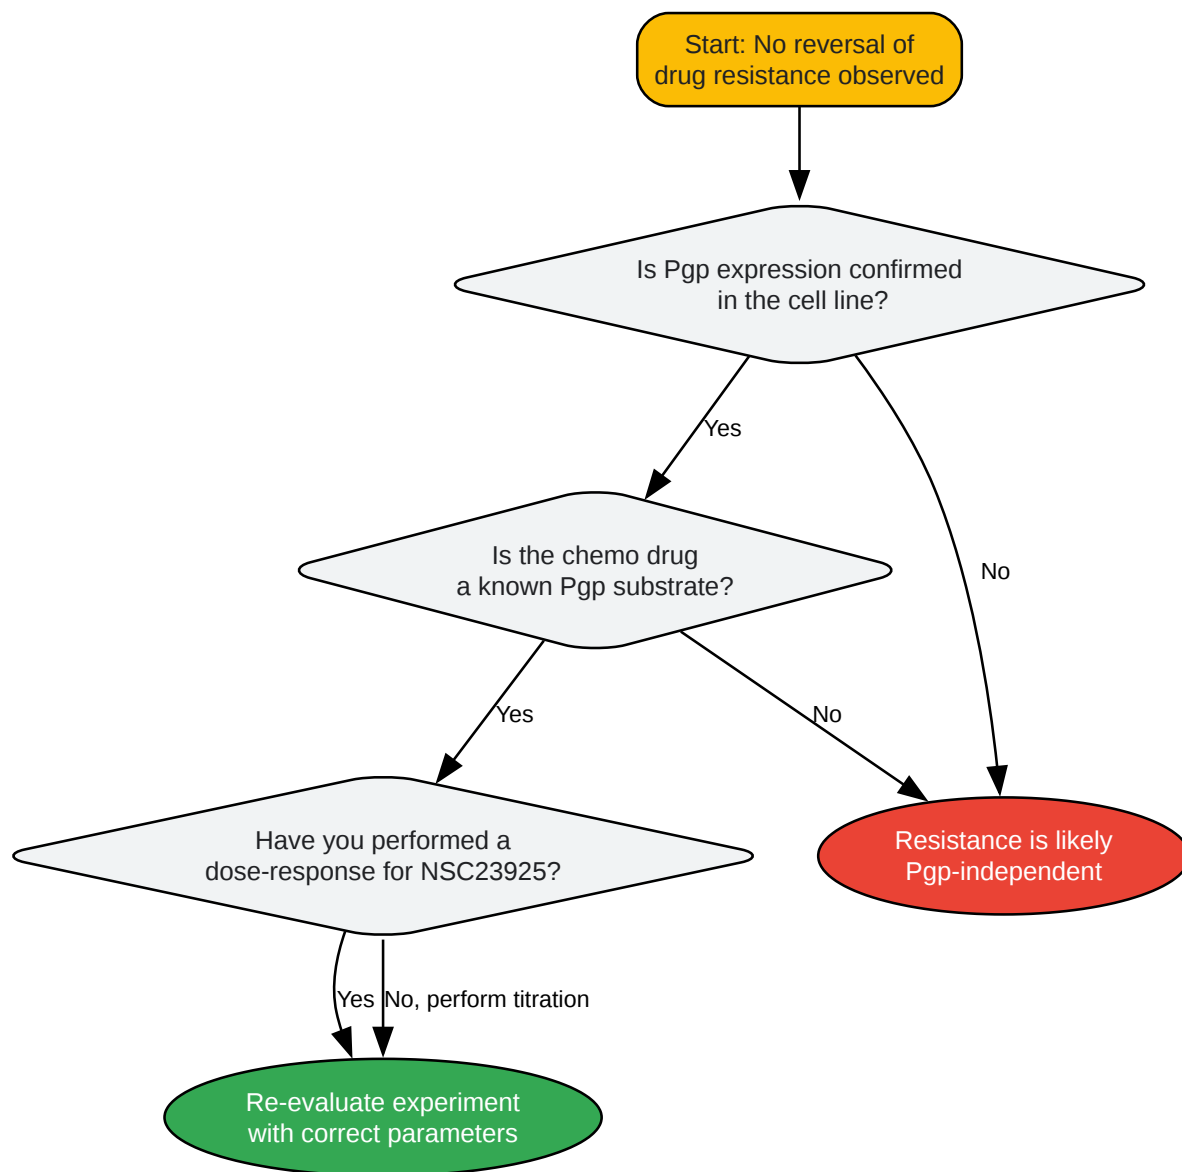 Start: No reversal of
drug resistance observed
Is Pgp expression confirmed
in the cell line?
Yes
No
Is the chemo drug
a known Pgp substrate?
Yes
No
Have you performed a
dose-response for NSC23925?
Resistance is likely
Pgp-independent
Yes
No, perform titration
Re-evaluate experiment
with correct parameters